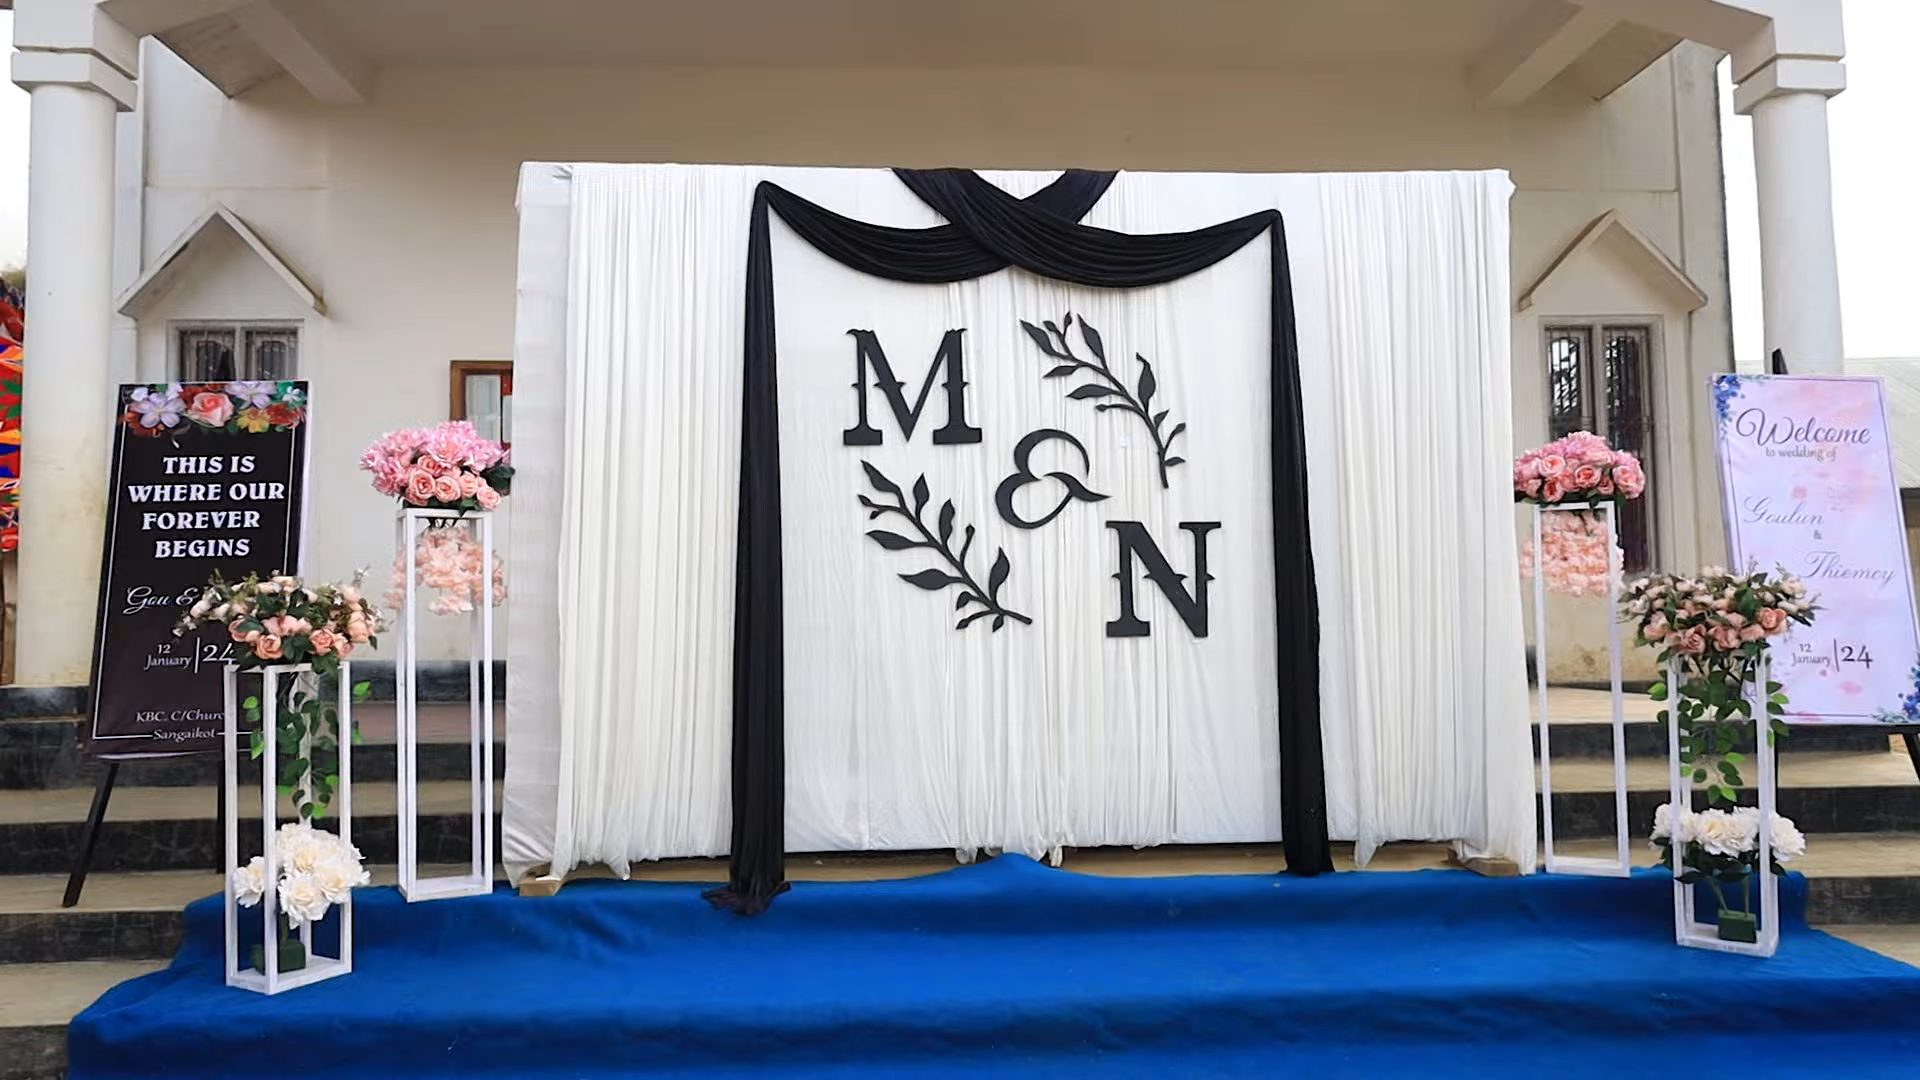 THIS IS
WHERE OUR
FOREVER
BEGINS
Gou &
12
January | 24
KBC. C/Churc
Sangaikot
M
&
N
Welcome
to wedding of
Goulun
&
Thiemcy
12
January | 24